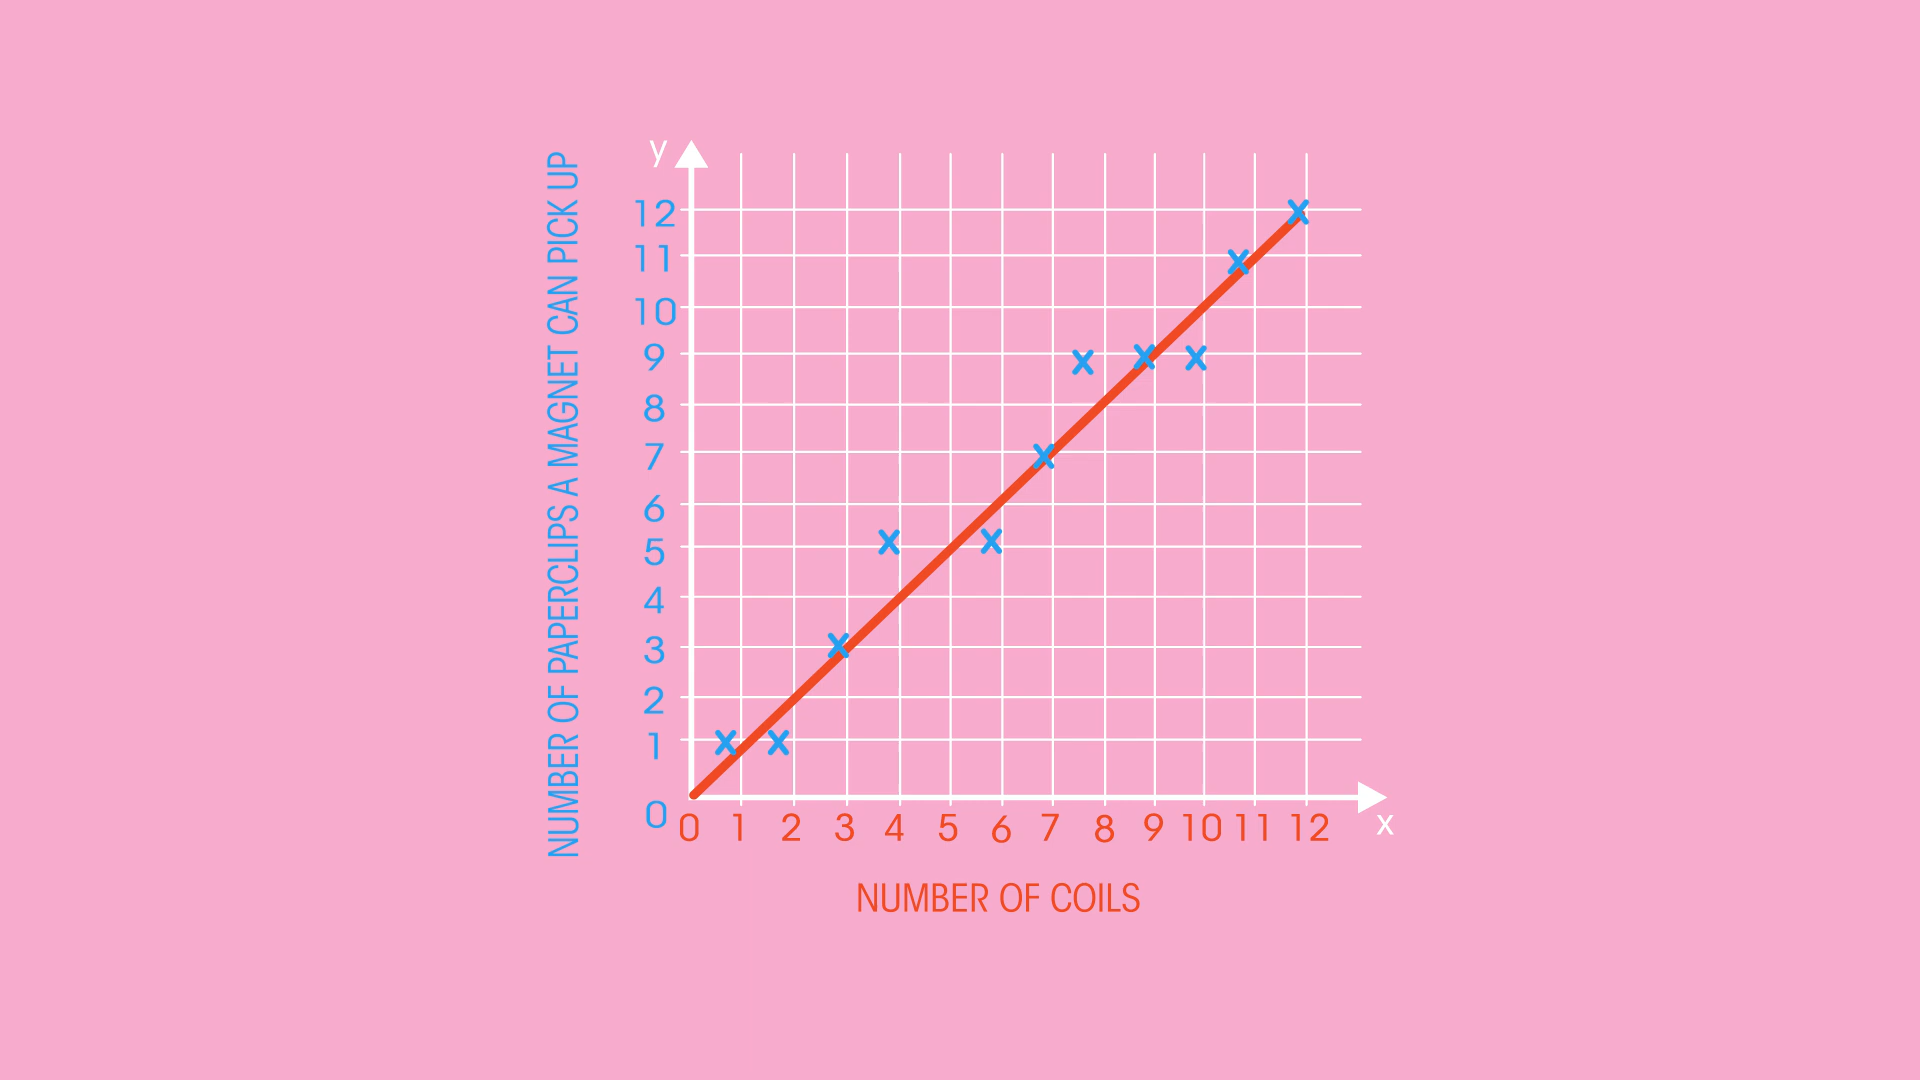 y
NUMBER OF PAPERCLIPS A MAGNET CAN PICK UP
12
11
10
9
8
7
6
5
4
3
2
1
0
0 1 2 3 4 5 6 7 8 9 10 11 12
x
NUMBER OF COILS